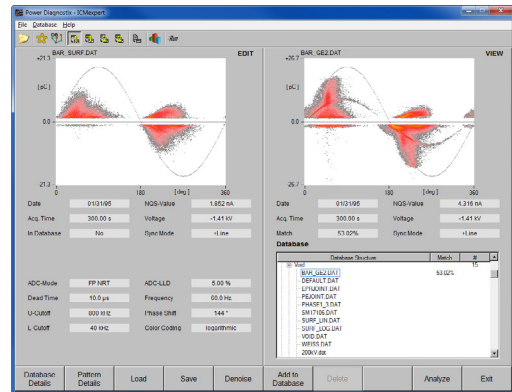 Power Diagnostix - ICMexpert
File Database Help
BAR_SURF.DAT EDIT
+21.3
[pC]
0.0
-21.3
0 180 [deg] 360
Date 01/31/95 NQS-Value 1.852 nA
Acq. Time 300.00 s Voltage -1.41 kV
In Database No Sync Mode <Line
ADC-Mode FP NRT ADC-LLD 5.00 %
Dead Time 10.0 µs Frequency 60.0 Hz
U-Cutoff 800 kHz Phase Shift 144 °
L-Cutoff 40 kHz Color Coding logarithmic
BAR_GE2.DAT VIEW
+26.7
[pC]
0.0
-26.7
0 180 [deg] 360
Date 01/31/95 NQS-Value 4.316 nA
Acq. Time 300.00 s Voltage -1.41 kV
Match 53.02% Sync Mode <Line
Database
Database Structure Match #
Void 15
BAR_GE2.DAT 53.02%
DEFAULT.DAT
PEJOINT.DAT
PHASE1_3.DAT
SM17106.DAT
SURF_LIN.DAT
SURF_LOG.DAT
VOID.DAT
WEISS.DAT
200kV.dat
Database Details Pattern Details Load Save Denoise Add to Database Delete Analyze Exit